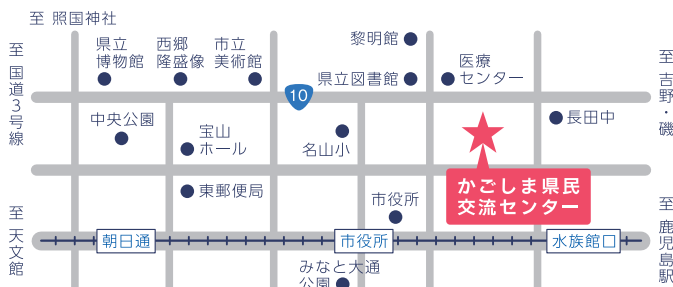 至 照国神社
至 国道3号線
県立
博物館
西郷
隆盛像
市立
美術館
黎明館
県立図書館
医療
センター
至 吉野・磯
10
中央公園
宝山
ホール
名山小
長田中
東郵便局
かごしま県民
交流センター
市役所
至 天文館
朝日通
市役所
水族館口
至 鹿児島駅
みなと大通
公園